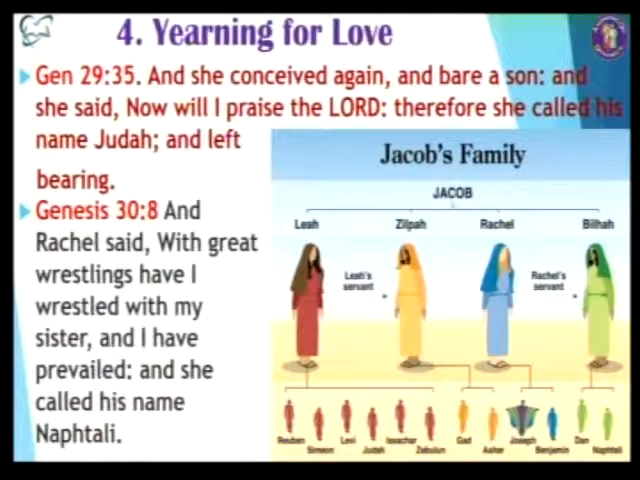 4. Yearning for Love
Gen 29:35. And she conceived again, and bare a son: and
she said, Now will I praise the LORD: therefore she called his
name Judah; and left
bearing.
Genesis 30:8 And
Rachel said, With great
wrestlings have I
wrestled with my
sister, and I have
prevailed: and she
called his name
Naphtali.
Jacob's Family
JACOB
Leah Zilpah Rachel Bilhah
Leah's
servant
Rachel's
servant
Reuben Simeon Levi Judah Issachar Zebulun Gad Asher Joseph Benjamin Dan Naphtali